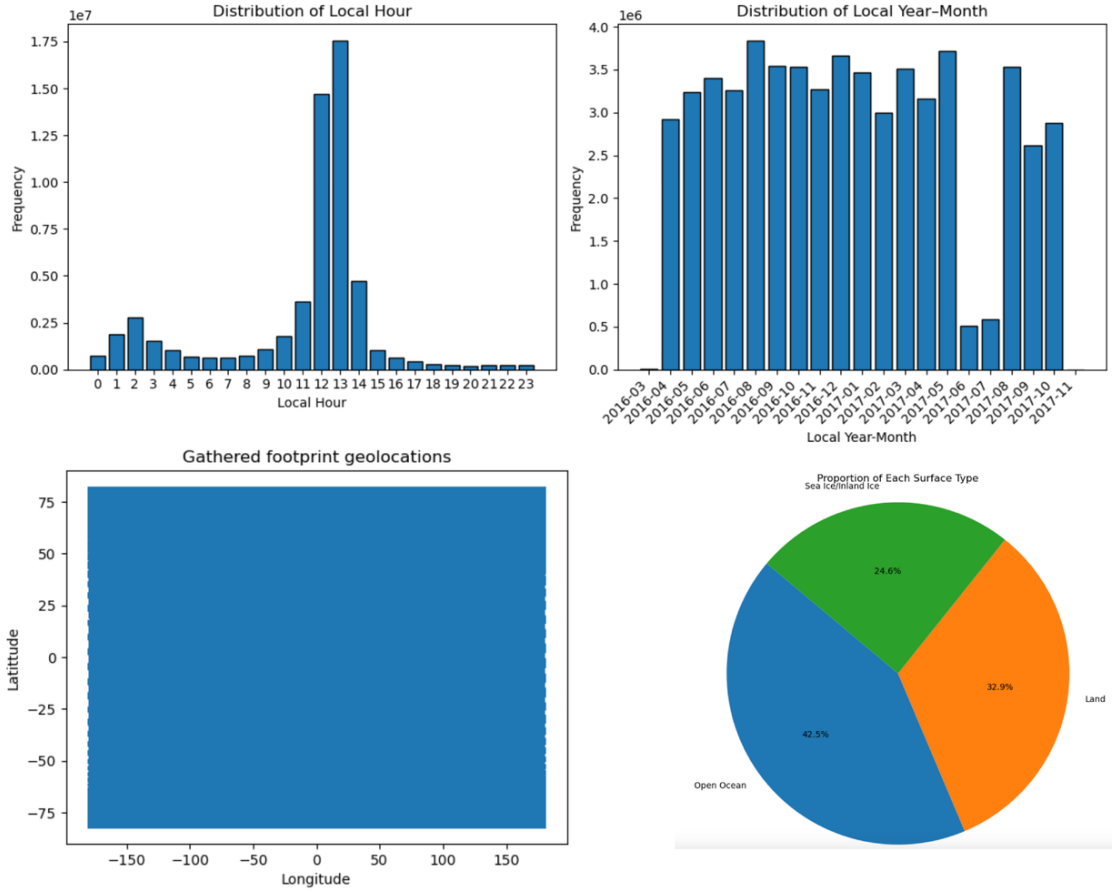 Distribution of Local Hour
1e7
1.75
1.50
1.25
1.00
0.75
0.50
0.25
0.00
Frequency
0 1 2 3 4 5 6 7 8 9 10 11 12 13 14 15 16 17 18 19 20 21 22 23
Local Hour
Distribution of Local Year–Month
1e6
4.0
3.5
3.0
2.5
2.0
1.5
1.0
0.5
0.0
Frequency
2016-03
2016-04
2016-05
2016-06
2016-07
2016-08
2016-09
2016-10
2016-11
2016-12
2017-01
2017-02
2017-03
2017-04
2017-05
2017-06
2017-07
2017-08
2017-09
2017-10
2017-11
Local Year-Month
Gathered footprint geolocations
75
50
25
0
−25
−50
−75
Latittude
−150 −100 −50 0 50 100 150
Longitude
Proportion of Each Surface Type
Sea Ice/Inland Ice
24.6%
32.9%
Land
42.5%
Open Ocean